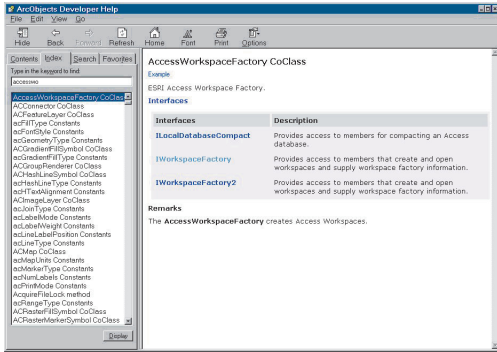 ArcObjects Developer Help
File Edit View Go
Hide Back Forward Refresh Home Font Print Options
Contents Index Search Favorites
Type in the keyword to find:
accesswo
AccessWorkspaceFactory CoClas
ACConnector CoClass
ACFeatureLayer CoClass
acFillType Constants
acFontStyle Constants
acGeometryType Constants
ACGradientFillSymbol CoClass
acGradientFillType Constants
ACGroupRenderer CoClass
ACHashLineSymbol CoClass
acHashLineType Constants
acHTextAlignment Constants
ACImageLayer CoClass
acJoinType Constants
acLabelMode Constants
acLabelWeight Constants
acLineLabelPosition Constants
acLineType Constants
ACMap CoClass
acMapUnits Constants
acMarkerType Constants
acNumLabels Constants
acPrintMode Constants
AcquireFileLock method
acRangeType Constants
ACRasterFillSymbol CoClass
ACRasterMarkerSymbol CoClass
Display
AccessWorkspaceFactory CoClass
Example
ESRI Access Workspace Factory.
Interfaces
Interfaces Description
ILocalDatabaseCompact Provides access to members for compacting an Access
database.
IWorkspaceFactory Provides access to members that create and open
workspaces and supply workspace factory information.
IWorkspaceFactory2 Provides access to members that create and open
workspaces and supply workspace factory information.
Remarks
The AccessWorkspaceFactory creates Access Workspaces.